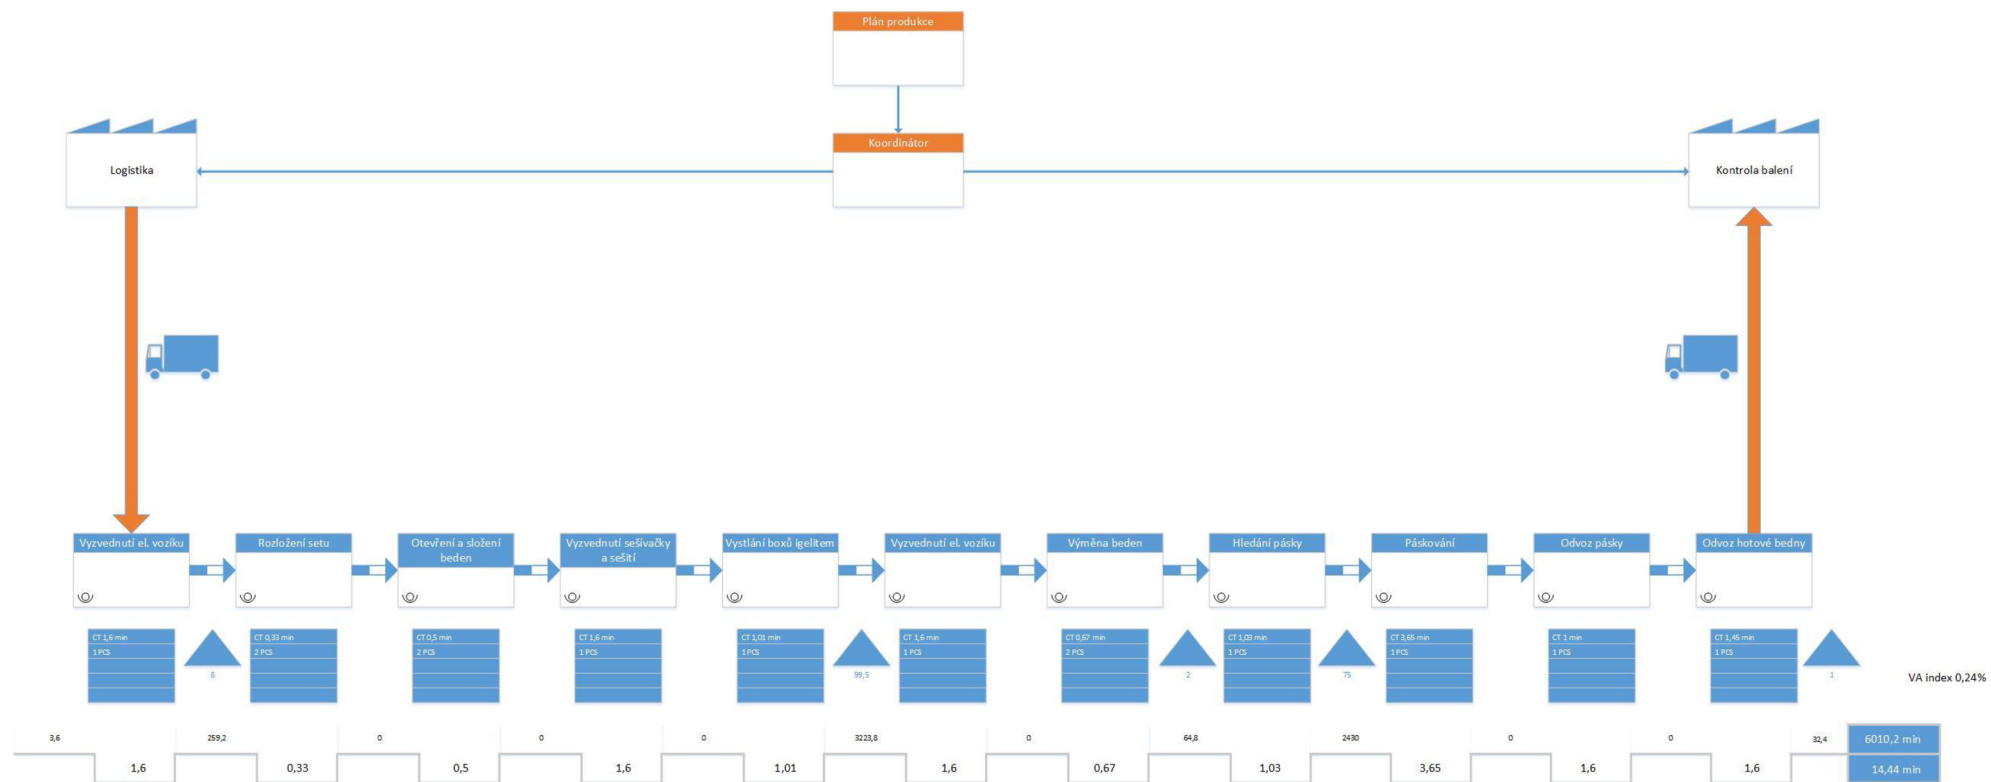 Plán produkce
Koordinátor
Logistika
Kontrola balení
Vyzvednutí el. vozíku
Rozložení setu
Otevření a složení
beden
Vyzvednutí sešívačky
a sešití
Vystlání boxů igelitem
Vyzvednutí el. vozíku
Výměna beden
Hledání pásky
Páskování
Odvoz pásky
Odvoz hotové bedny
CT 1,6 min
1 PCS
8
CT 0,33 min
2 PCS
CT 0,5 min
2 PCS
CT 1,6 min
1 PCS
CT 1,01 min
1 PCS
99,5
CT 1,6 min
1 PCS
CT 0,67 min
2 PCS
2
CT 1,03 min
1 PCS
75
CT 3,65 min
1 PCS
CT 1 min
1 PCS
CT 1,45 min
1 PCS
1
VA index 0,24%
3,6 259,2 0 0 0 3223,8 0 64,8 2430 0 0 32,4 6010,2 min
1,6 0,33 0,5 1,6 1,01 1,6 0,67 1,03 3,65 1,6 1,6 14,44 min